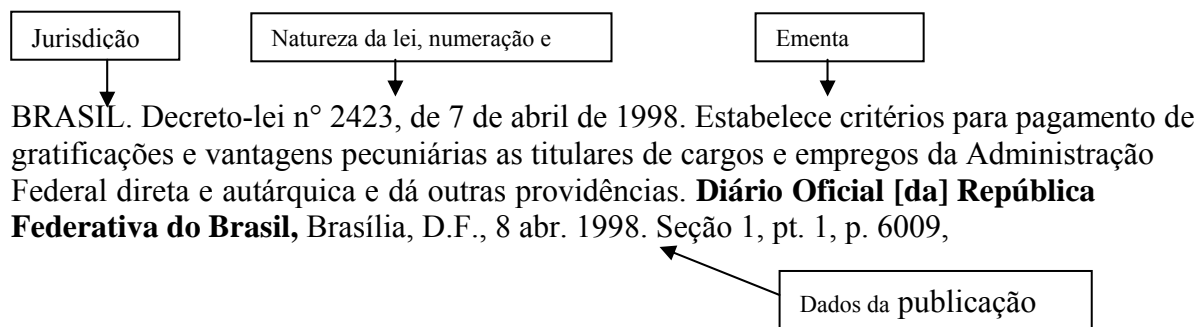 Jurisdição
Natureza da lei, numeração e
Ementa
BRASIL. Decreto-lei n° 2423, de 7 de abril de 1998. Estabelece critérios para pagamento de
gratificações e vantagens pecuniárias as titulares de cargos e empregos da Administração
Federal direta e autárquica e dá outras providências. Diário Oficial [da] República
Federativa do Brasil, Brasília, D.F., 8 abr. 1998. Seção 1, pt. 1, p. 6009,
Dados da publicação